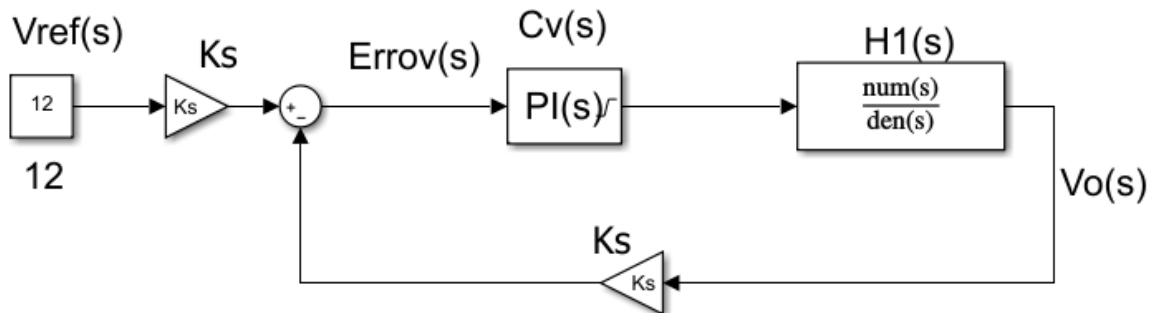 Vref(s)
12
12
Ks
Ks
+
−
Errov(s)
Cv(s)
PI(s)
H1(s)
num(s)
den(s)
Vo(s)
Ks
Ks